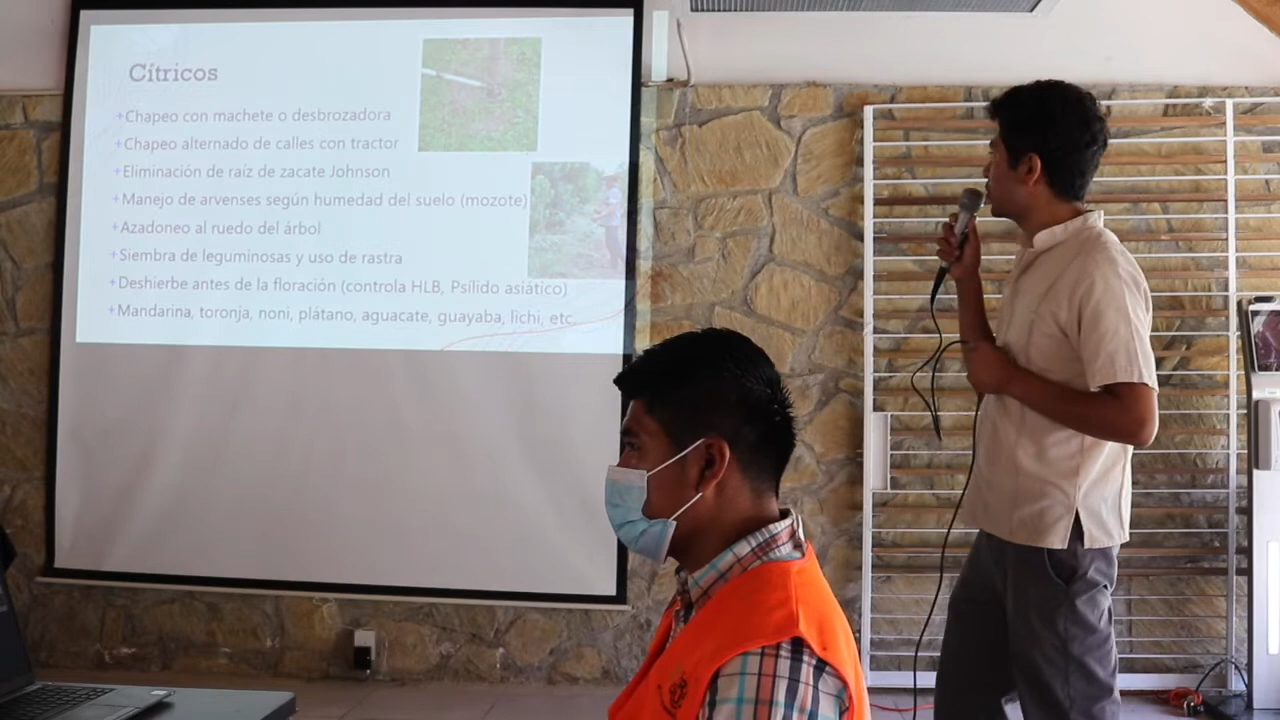 Cítricos
+Chapeo con machete o desbrozadora
+Chapeo alternado de calles con tractor
+Eliminación de raíz de zacate Johnson
+Manejo de arvenses según humedad del suelo (mozote)
+Azadoneo al ruedo del árbol
+Siembra de leguminosas y uso de rastra
+Deshierbe antes de la floración (controla HLB, Psílido asiático)
+Mandarina, toronja, noni, plátano, aguacate, guayaba, lichi, etc.